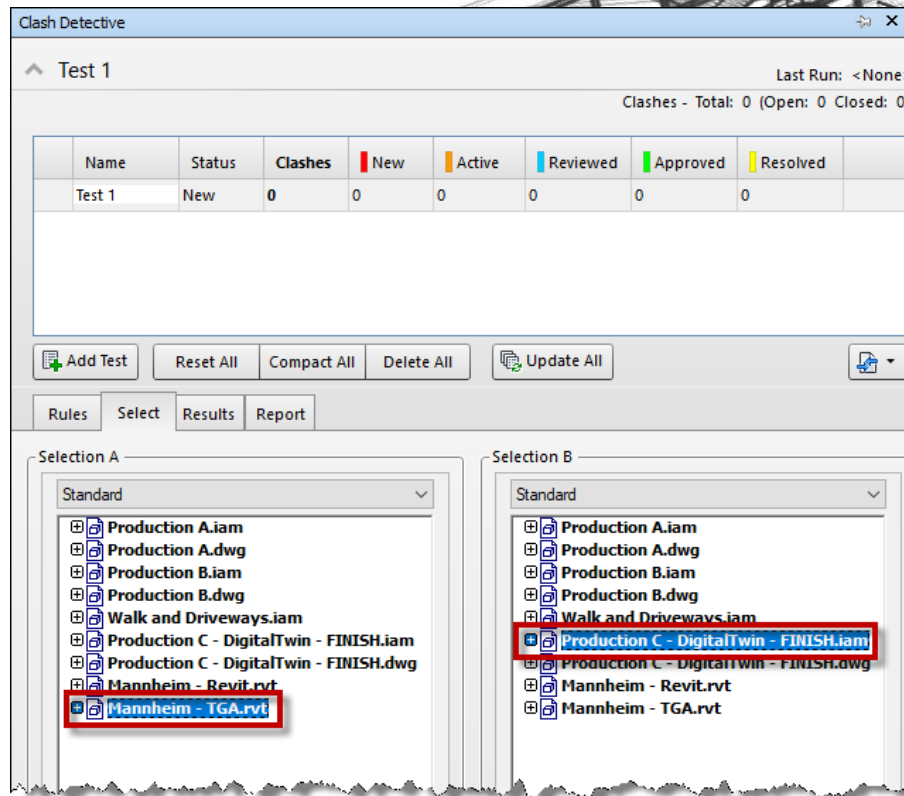 Clash Detective
Test 1
Last Run: <None>
Clashes - Total: 0 (Open: 0 Closed: 0
Name Status Clashes New Active Reviewed Approved Resolved
Test 1 New 0 0 0 0 0 0
Add Test Reset All Compact All Delete All Update All
Rules Select Results Report
Selection A
Standard
Production A.iam
Production A.dwg
Production B.iam
Production B.dwg
Walk and Driveways.iam
Production C - DigitalTwin - FINISH.iam
Production C - DigitalTwin - FINISH.dwg
Mannheim - Revit.rvt
Mannheim - TGA.rvt
Selection B
Standard
Production A.iam
Production A.dwg
Production B.iam
Production B.dwg
Walk and Driveways.iam
Production C - DigitalTwin - FINISH.iam
Production C - DigitalTwin - FINISH.dwg
Mannheim - Revit.rvt
Mannheim - TGA.rvt